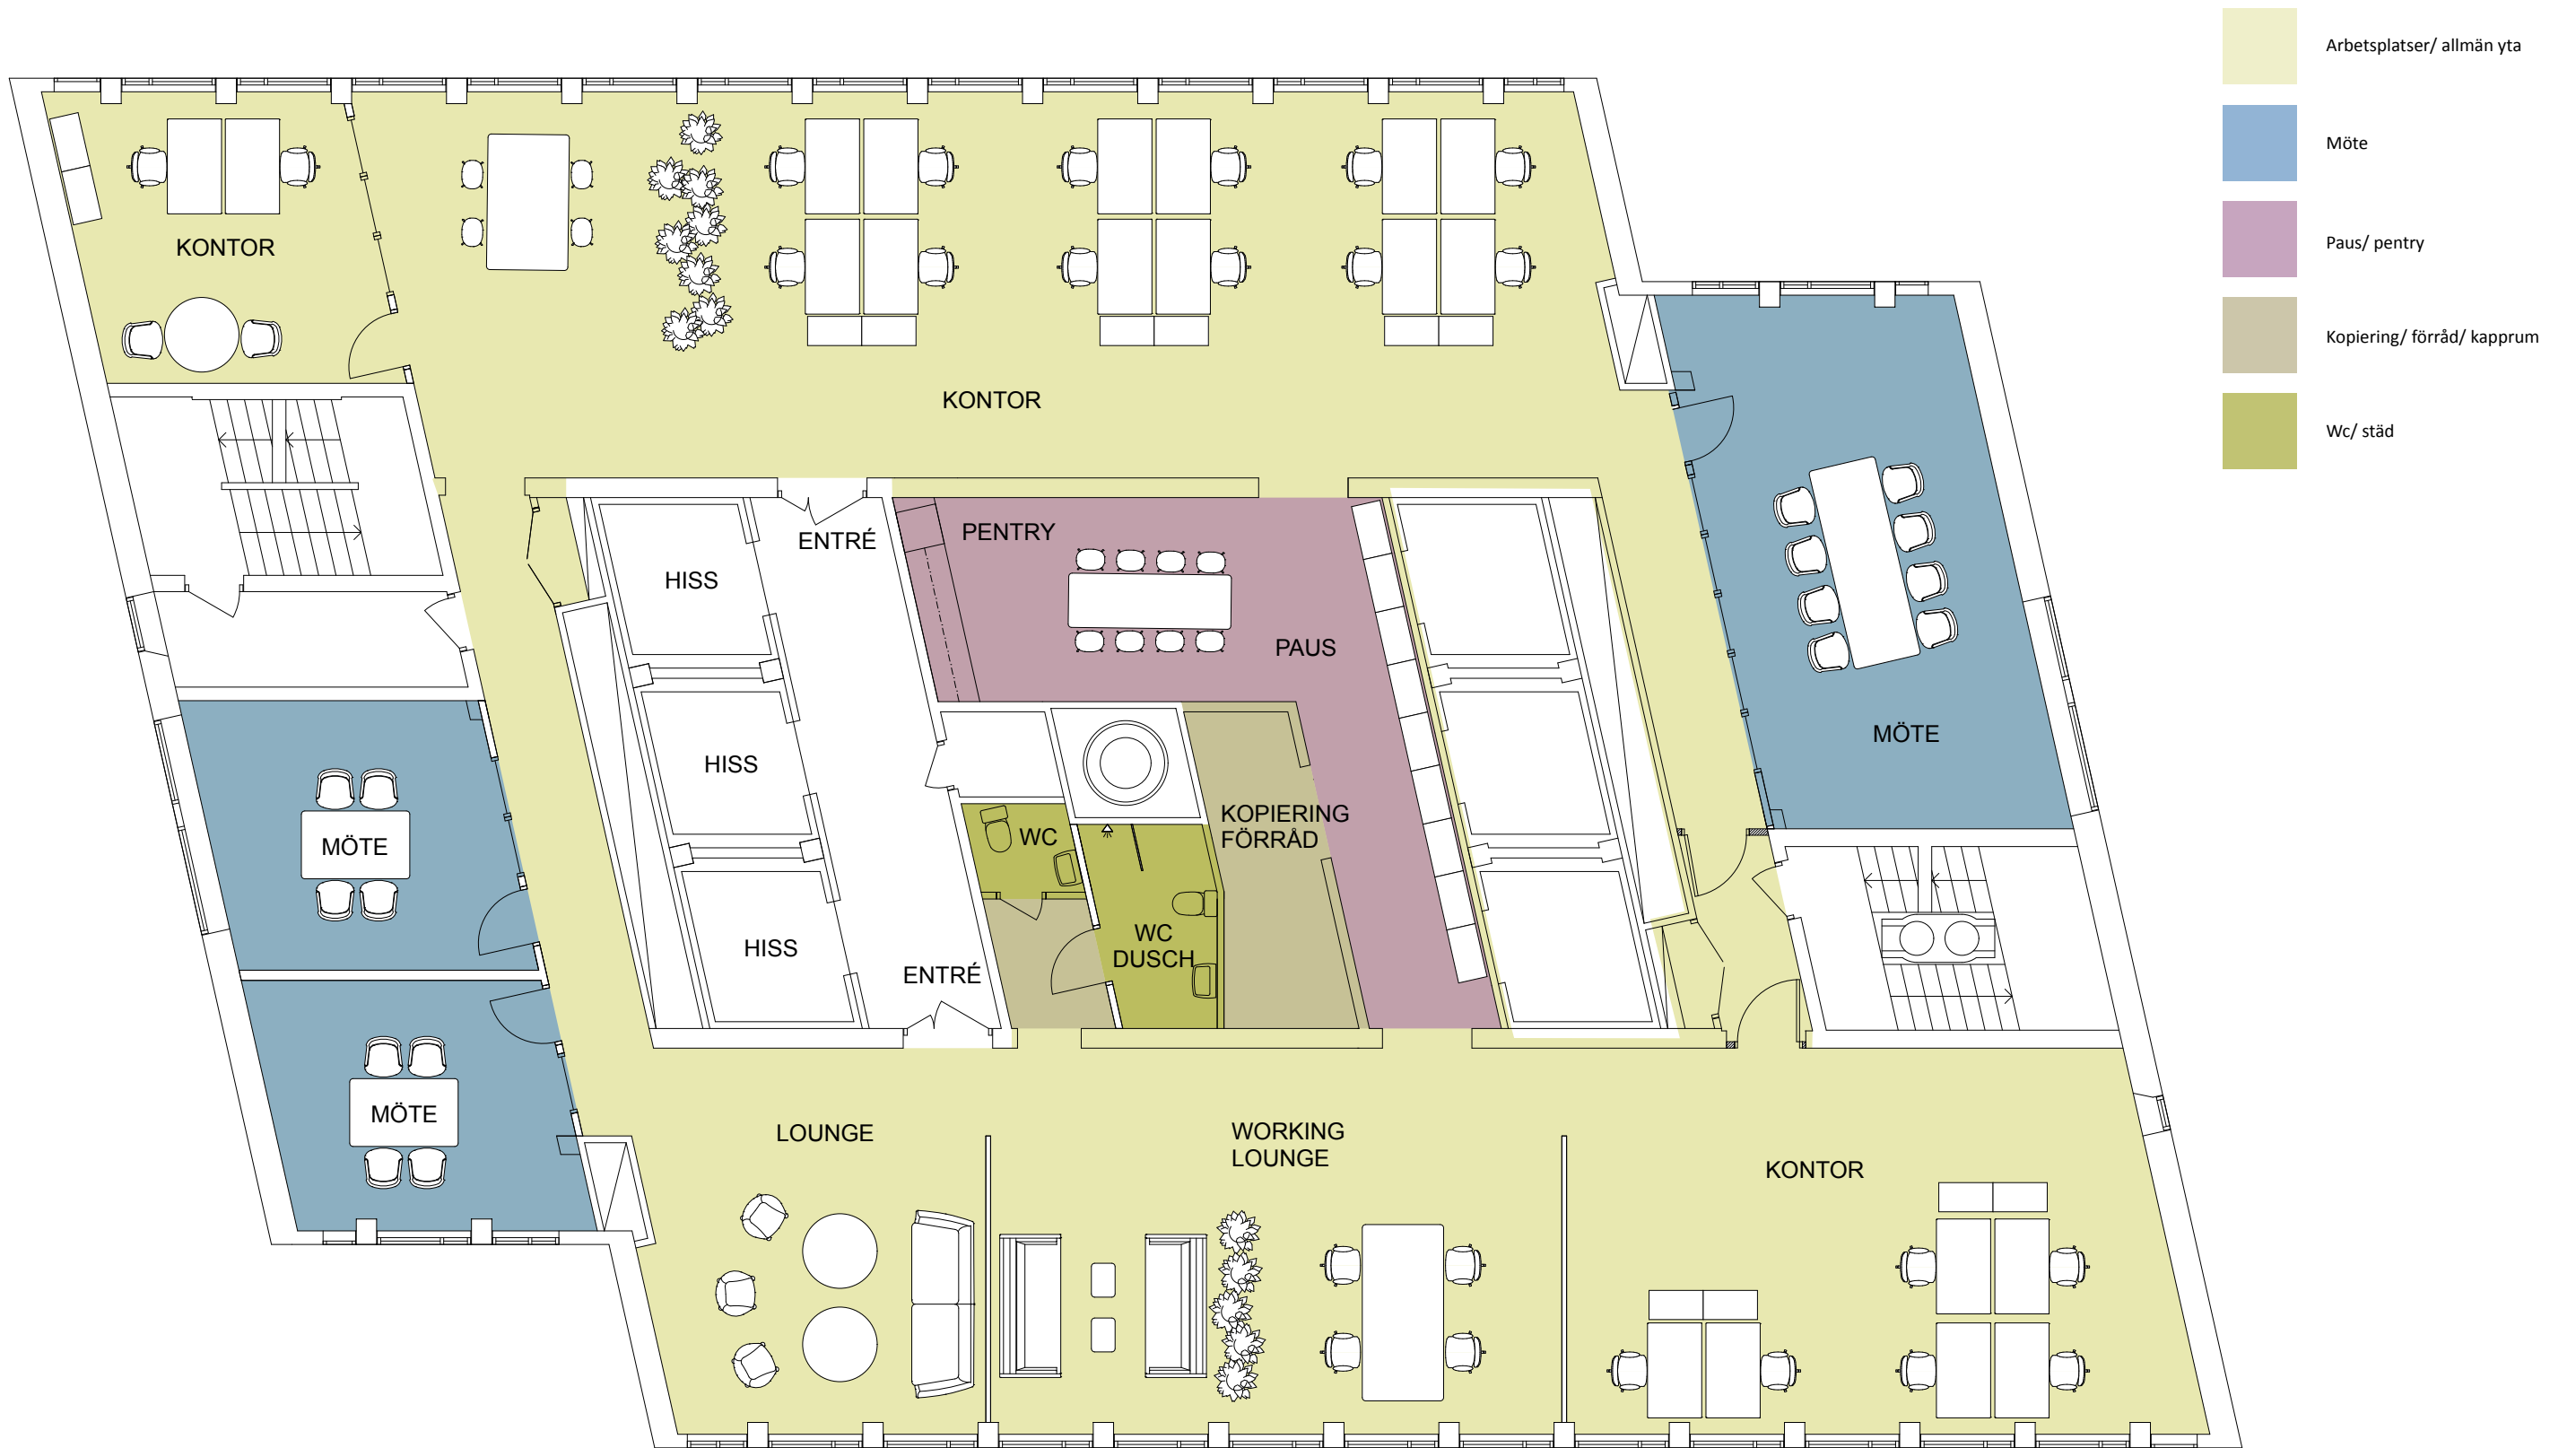 Arbetsplatser/ allmän yta
Möte
Paus/ pentry
Kopiering/ förråd/ kapprum
Wc/ städ
KONTOR
KONTOR
ENTRÉ
PENTRY
HISS
PAUS
MÖTE
HISS
KOPIERING
FÖRRÅD
WC
MÖTE
WC
DUSCH
HISS
ENTRÉ
MÖTE
LOUNGE
WORKING
LOUNGE
KONTOR